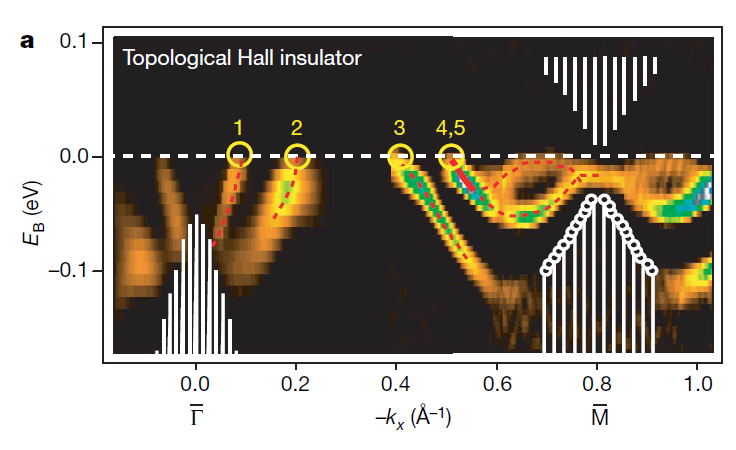 a
Topological Hall insulator
1 2 3 4,5
0.1
0.0
−0.1
E_B (eV)
0.0 0.2 0.4 0.6 0.8 1.0
Γ̅ −k_x (Å⁻¹) M̅